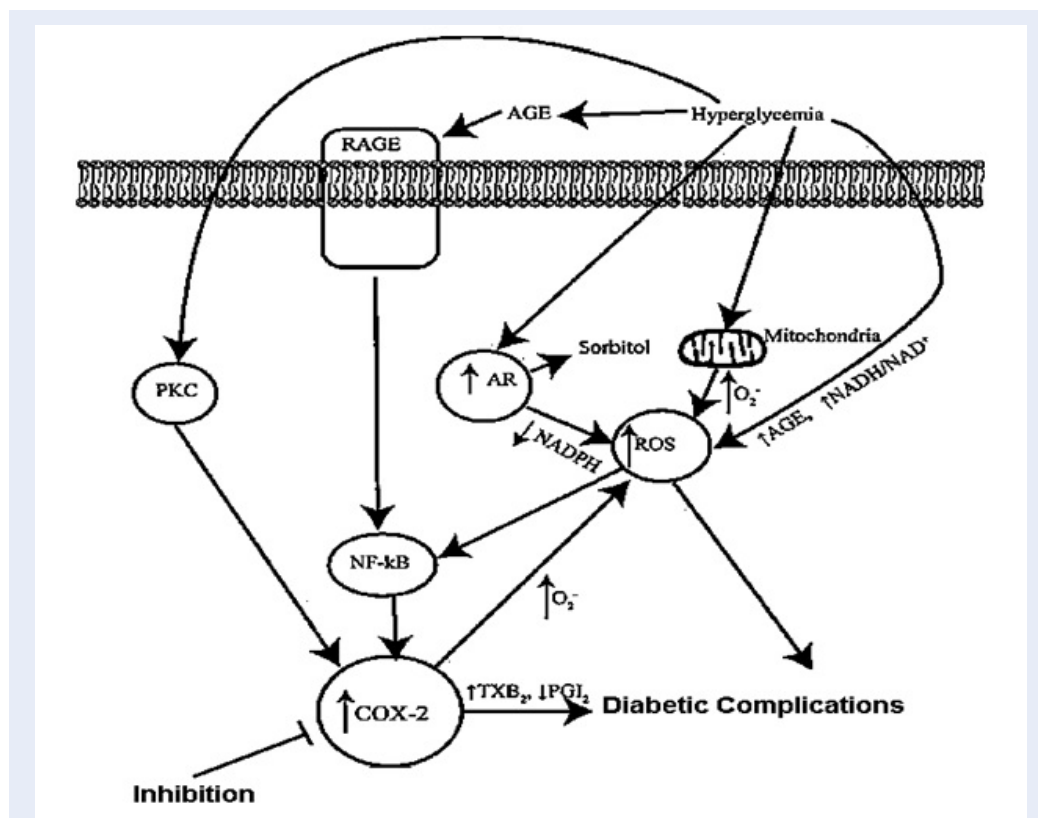 Hyperglycemia
AGE
RAGE
Mitochondria
Sorbitol
↑ AR
PKC
↑O₂⁻
↑AGE, ↑NADH/NAD⁺
↑ROS
↓ NADPH
NF-kB
↑O₂⁻
↑TXB₂, ↓PGI₂
Diabetic Complications
↑COX-2
Inhibition